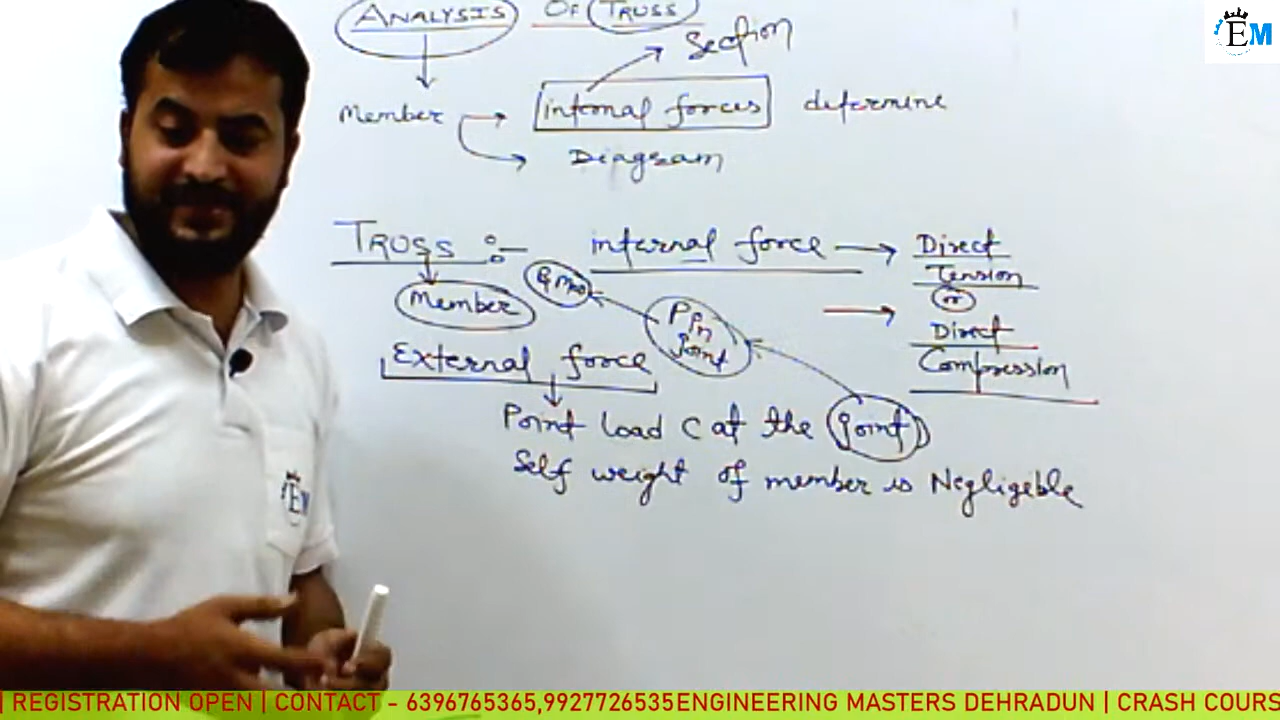 ANALYSIS OF TRUSS
Section
Member internal forces determine
Diagram
TRUSS :- internal force → Direct
Tension
or
Direct
Compression
Member
Pin
Joint
External force
Point load C at the (joint)
Self weight of member is Negligible
EM
EM
| REGISTRATION OPEN | CONTACT - 6396765365,9927726535ENGINEERING MASTERS DEHRADUN | CRASH COURS